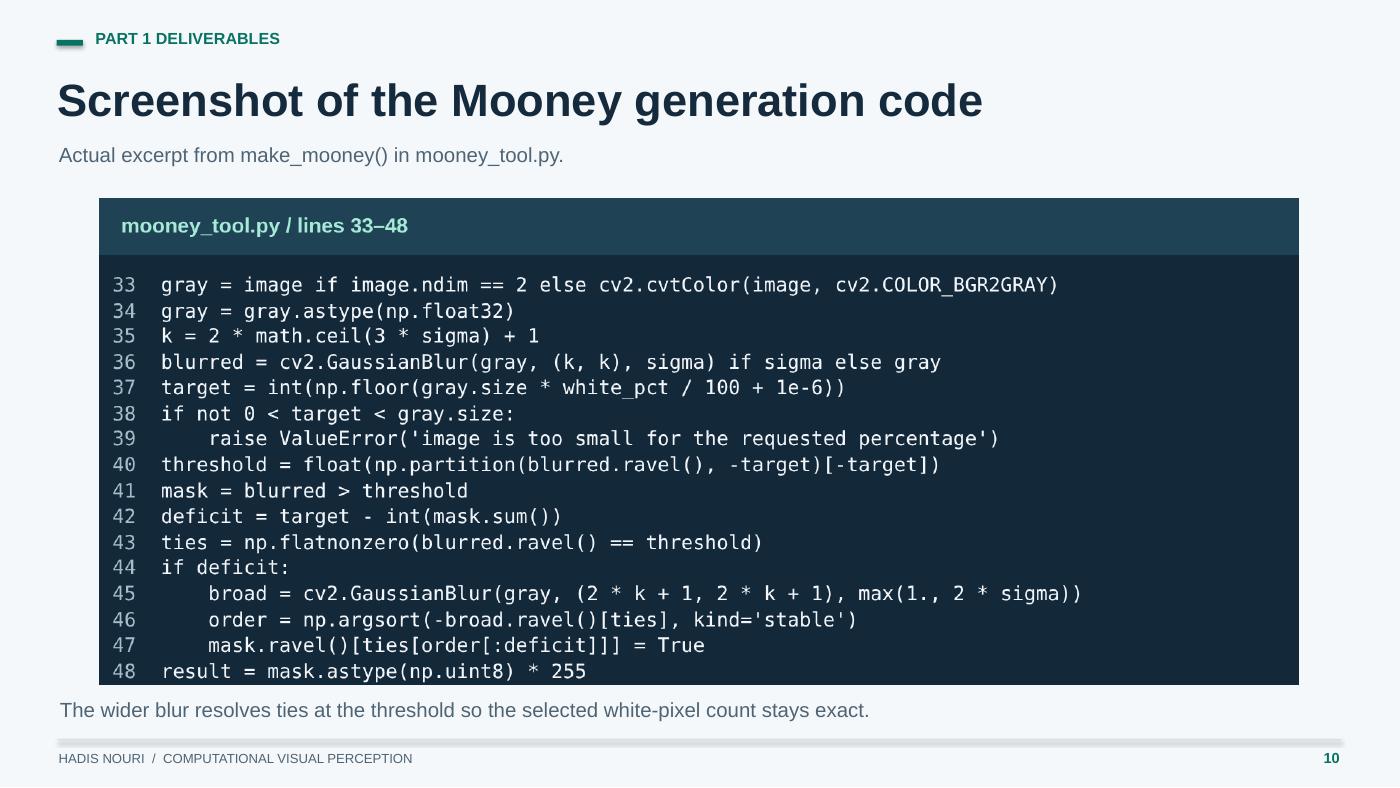 PART 1 DELIVERABLES
Screenshot of the Mooney generation code
Actual excerpt from make_mooney() in mooney_tool.py.
mooney_tool.py / lines 33–48
33  gray = image if image.ndim == 2 else cv2.cvtColor(image, cv2.COLOR_BGR2GRAY)
34  gray = gray.astype(np.float32)
35  k = 2 * math.ceil(3 * sigma) + 1
36  blurred = cv2.GaussianBlur(gray, (k, k), sigma) if sigma else gray
37  target = int(np.floor(gray.size * white_pct / 100 + 1e-6))
38  if not 0 < target < gray.size:
39      raise ValueError('image is too small for the requested percentage')
40  threshold = float(np.partition(blurred.ravel(), -target)[-target])
41  mask = blurred > threshold
42  deficit = target - int(mask.sum())
43  ties = np.flatnonzero(blurred.ravel() == threshold)
44  if deficit:
45      broad = cv2.GaussianBlur(gray, (2 * k + 1, 2 * k + 1), max(1., 2 * sigma))
46      order = np.argsort(-broad.ravel()[ties], kind='stable')
47      mask.ravel()[ties[order[:deficit]]] = True
48  result = mask.astype(np.uint8) * 255
The wider blur resolves ties at the threshold so the selected white-pixel count stays exact.
HADIS NOURI / COMPUTATIONAL VISUAL PERCEPTION
10